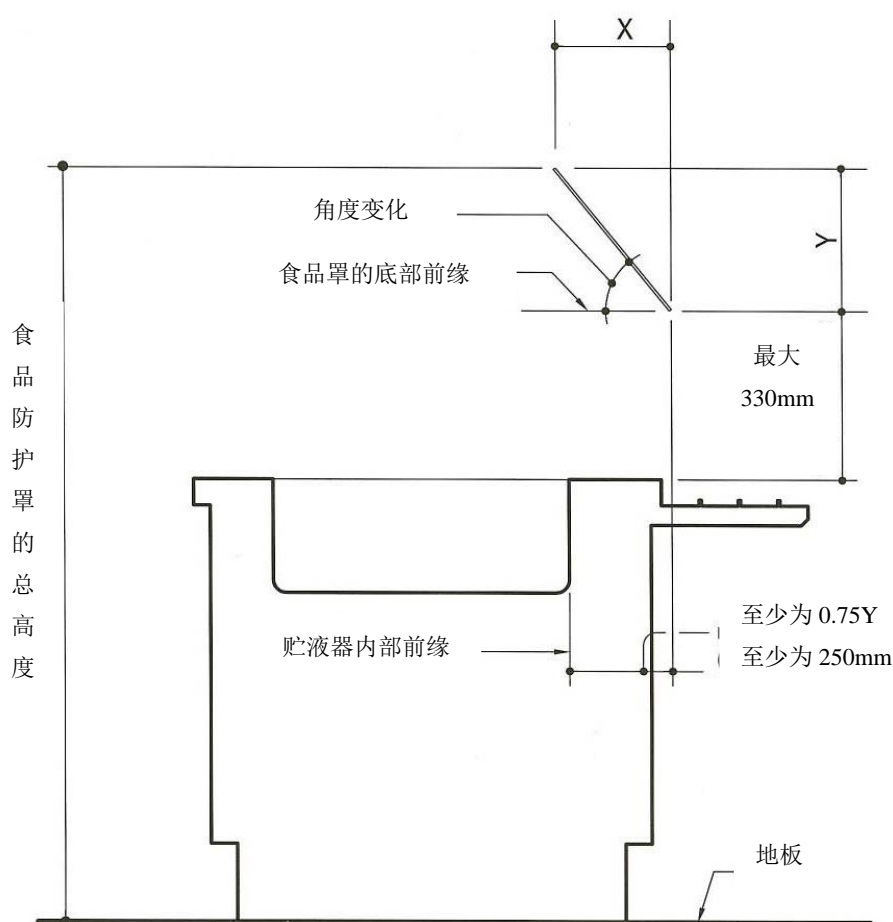 X
角度变化
Y
食品罩的底部前缘
最大
330mm
食品防护罩的总高度
贮液器内部前缘
至少为 0.75Y
至少为 250mm
地板